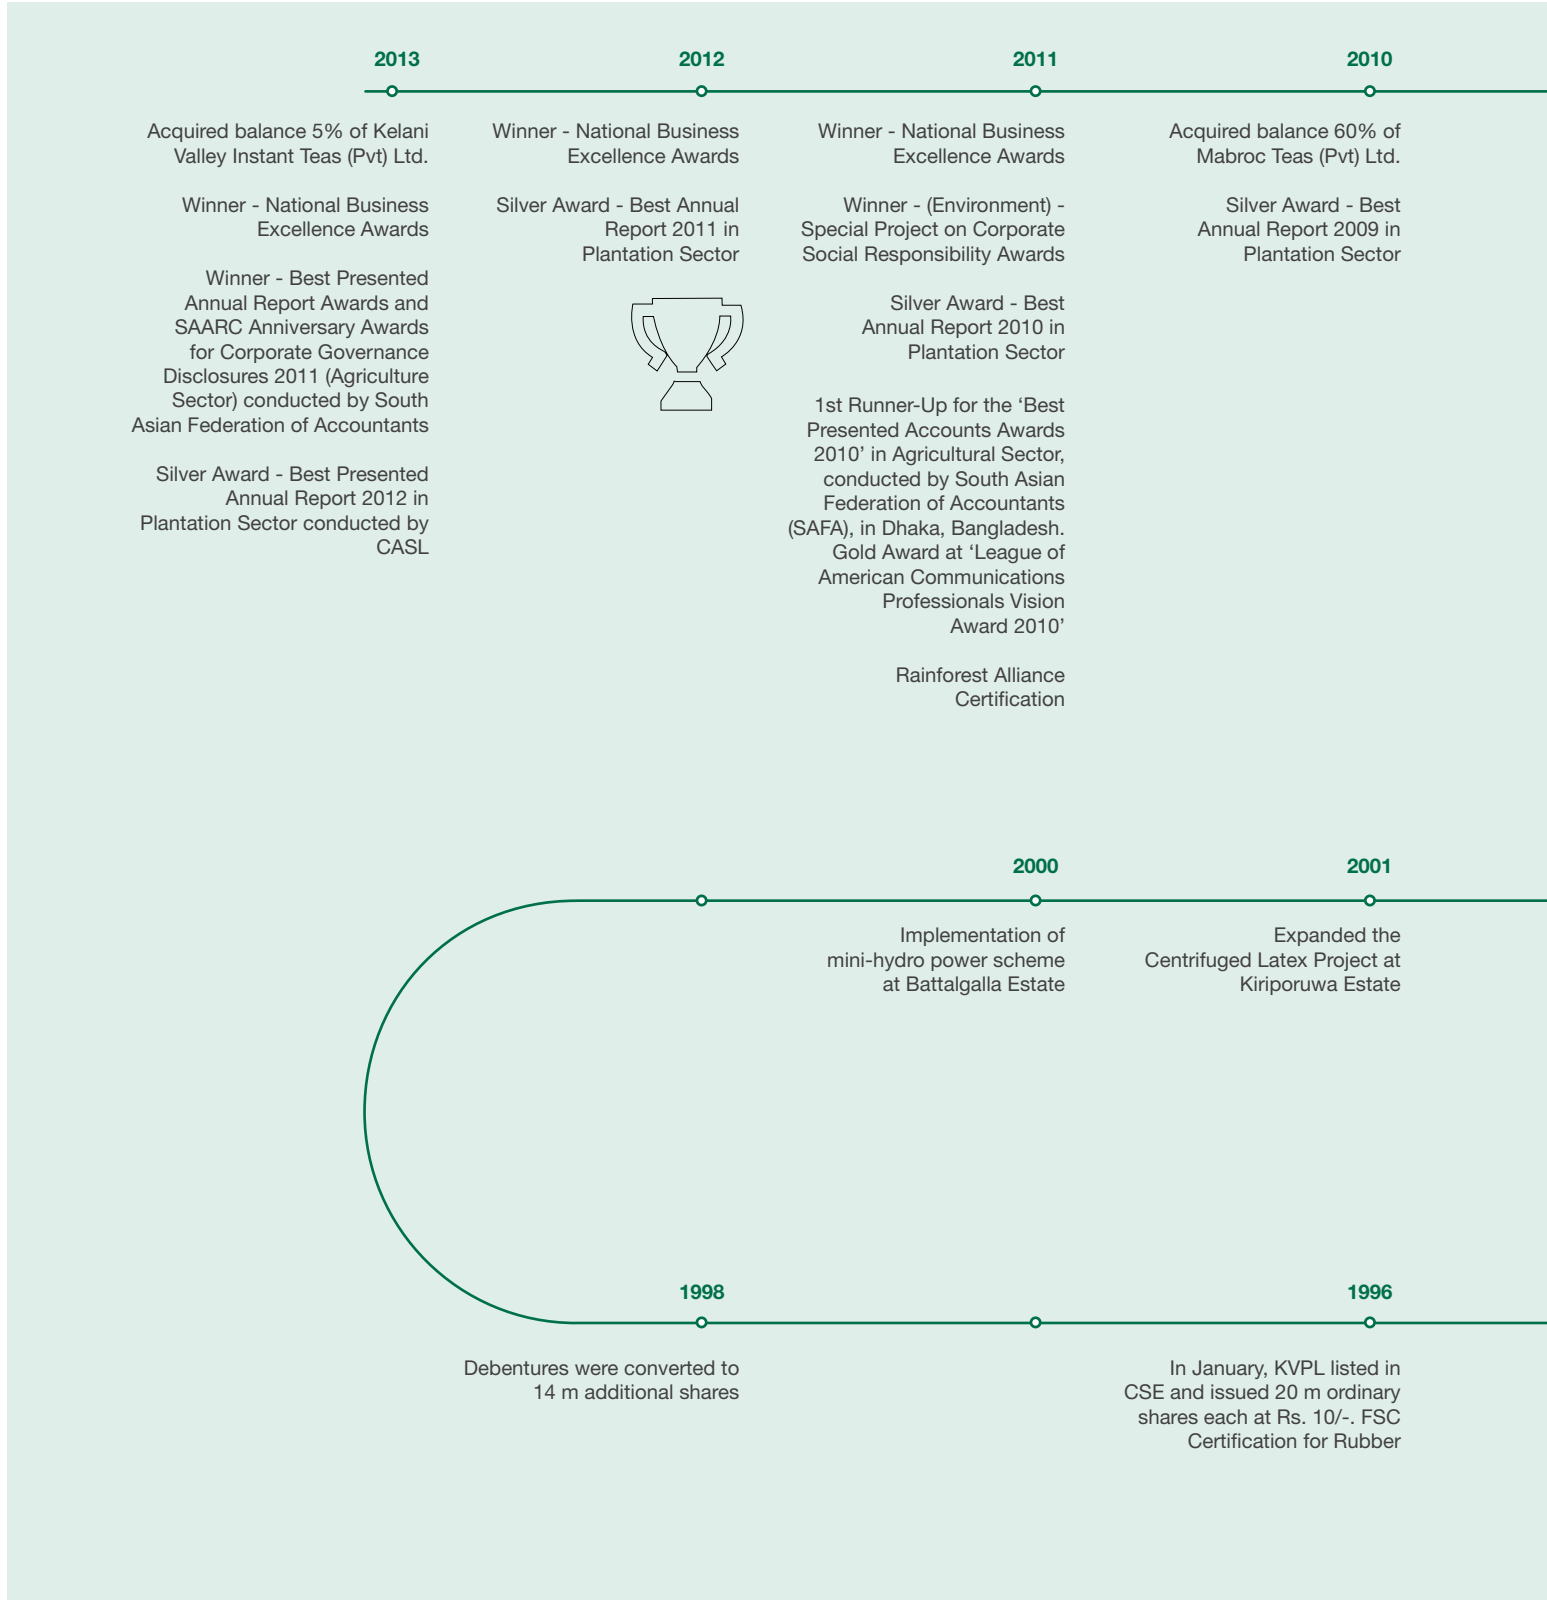 2013
Acquired balance 5% of Kelani
Valley Instant Teas (Pvt) Ltd.
Winner - National Business
Excellence Awards
Winner - Best Presented
Annual Report Awards and
SAARC Anniversary Awards
for Corporate Governance
Disclosures 2011 (Agriculture
Sector) conducted by South
Asian Federation of Accountants
Silver Award - Best Presented
Annual Report 2012 in
Plantation Sector conducted by
CASL
2012
Winner - National Business
Excellence Awards
Silver Award - Best Annual
Report 2011 in
Plantation Sector
2011
Winner - National Business
Excellence Awards
Winner - (Environment) -
Special Project on Corporate
Social Responsibility Awards
Silver Award - Best
Annual Report 2010 in
Plantation Sector
1st Runner-Up for the ‘Best
Presented Accounts Awards
2010’ in Agricultural Sector,
conducted by South Asian
Federation of Accountants
(SAFA), in Dhaka, Bangladesh.
Gold Award at ‘League of
American Communications
Professionals Vision
Award 2010’
Rainforest Alliance
Certification
2010
Acquired balance 60% of
Mabroc Teas (Pvt) Ltd.
Silver Award - Best
Annual Report 2009 in
Plantation Sector
2000
Implementation of
mini-hydro power scheme
at Battalgalla Estate
2001
Expanded the
Centrifuged Latex Project at
Kiriporuwa Estate
1998
Debentures were converted to
14 m additional shares
1996
In January, KVPL listed in
CSE and issued 20 m ordinary
shares each at Rs. 10/-. FSC
Certification for Rubber